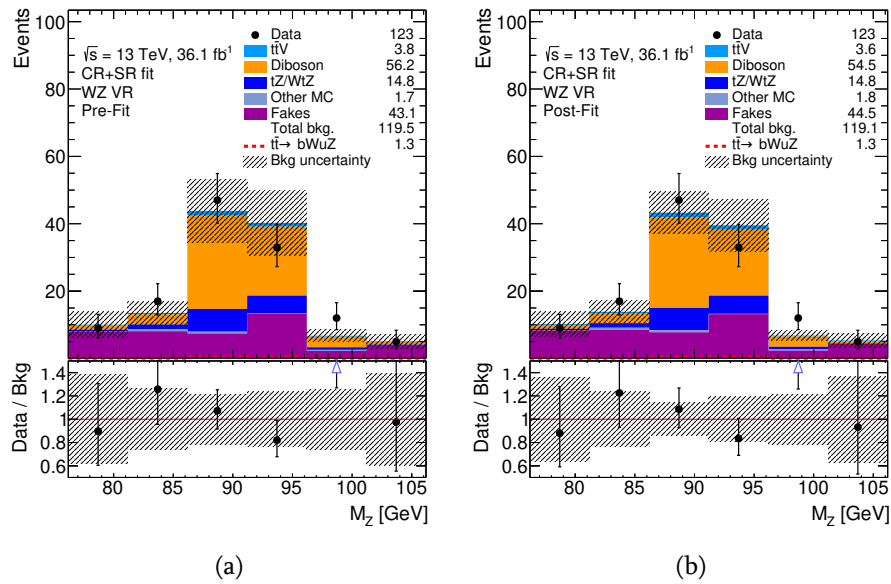 Events
100
80
60
40
20
√s = 13 TeV, 36.1 fb⁻¹
CR+SR fit
WZ VR
Pre-Fit
Data 123
tt̄V 3.8
Diboson 56.2
tZ/WtZ 14.8
Other MC 1.7
Fakes 43.1
Total bkg. 119.5
tt̄→ bWuZ 1.3
Bkg uncertainty
Data / Bkg
1.4
1.2
1
0.8
0.6
80 85 90 95 100 105
M_Z [GeV]
(a)
Events
100
80
60
40
20
√s = 13 TeV, 36.1 fb⁻¹
CR+SR fit
WZ VR
Post-Fit
Data 123
tt̄V 3.6
Diboson 54.5
tZ/WtZ 14.8
Other MC 1.8
Fakes 44.5
Total bkg. 119.1
tt̄→ bWuZ 1.3
Bkg uncertainty
Data / Bkg
1.4
1.2
1
0.8
0.6
80 85 90 95 100 105
M_Z [GeV]
(b)